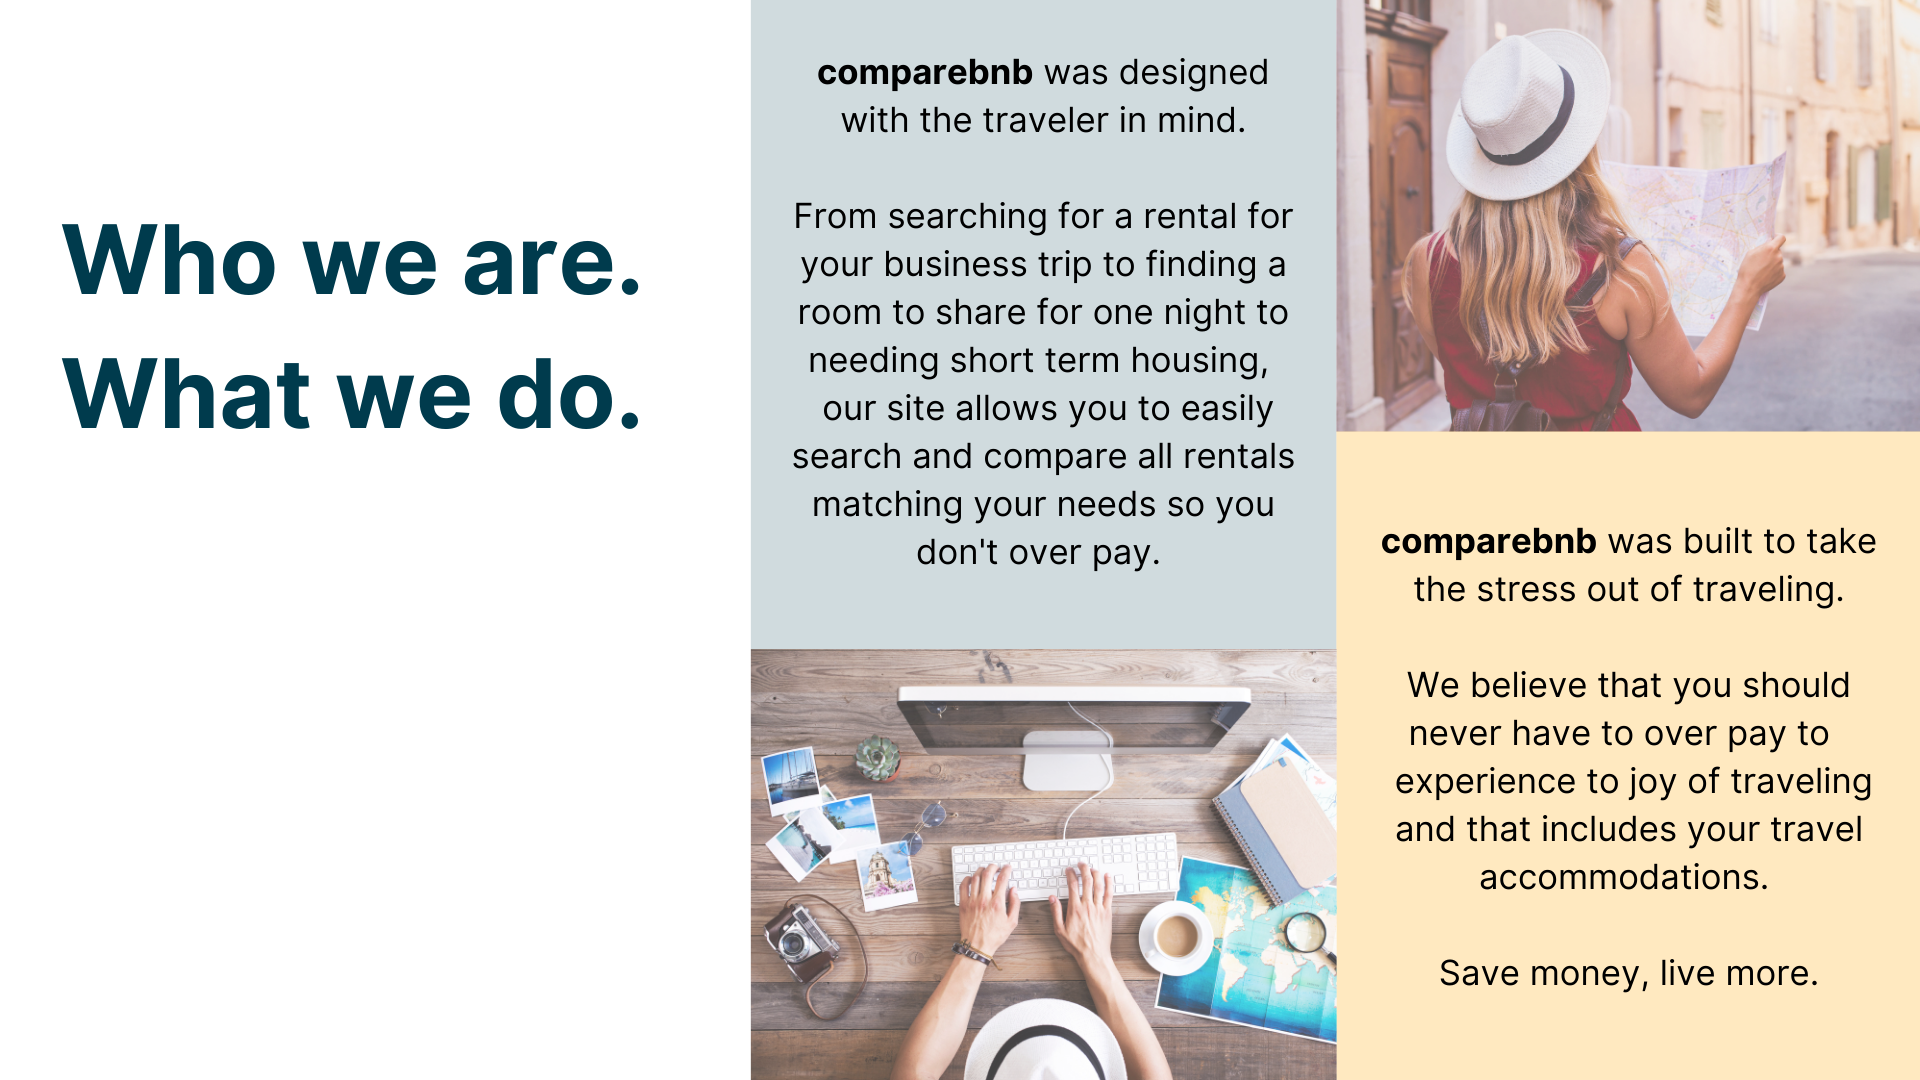 Who we are.
What we do.
comparebnb was designed
with the traveler in mind.
From searching for a rental for
your business trip to finding a
room to share for one night to
needing short term housing,
our site allows you to easily
search and compare all rentals
matching your needs so you
don't over pay.
comparebnb was built to take
the stress out of traveling.
We believe that you should
never have to over pay to
experience to joy of traveling
and that includes your travel
accommodations.
Save money, live more.